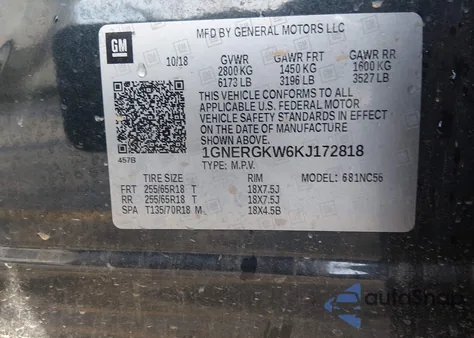 GM
MFD BY GENERAL MOTORS LLC
10/18 GVWR GAWR FRT GAWR RR
2800 KG 1450 KG 1600 KG
6173 LB 3196 LB 3527 LB
THIS VEHICLE CONFORMS TO ALL
APPLICABLE U.S. FEDERAL MOTOR
VEHICLE SAFETY STANDARDS IN EFFECT
ON THE DATE OF MANUFACTURE
SHOWN ABOVE.
457B
1GNERGKW6KJ172818
TYPE: M.P.V. MODEL: 681NC56
TIRE SIZE RIM
FRT 255/65R18 T 18X7.5J
RR 255/65R18 T 18X7.5J
SPA T135/70R18 M 18X4.5B
autoSnap